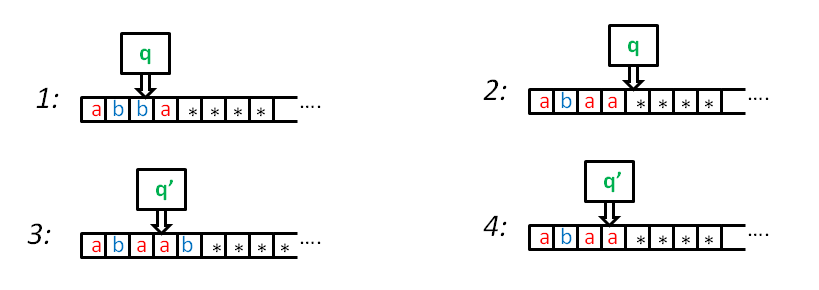 q q
1: a b b a * * * * .... 2: a b a a * * * * ....
q' q'
3: a b a a b * * * * .... 4: a b a a * * * * ....